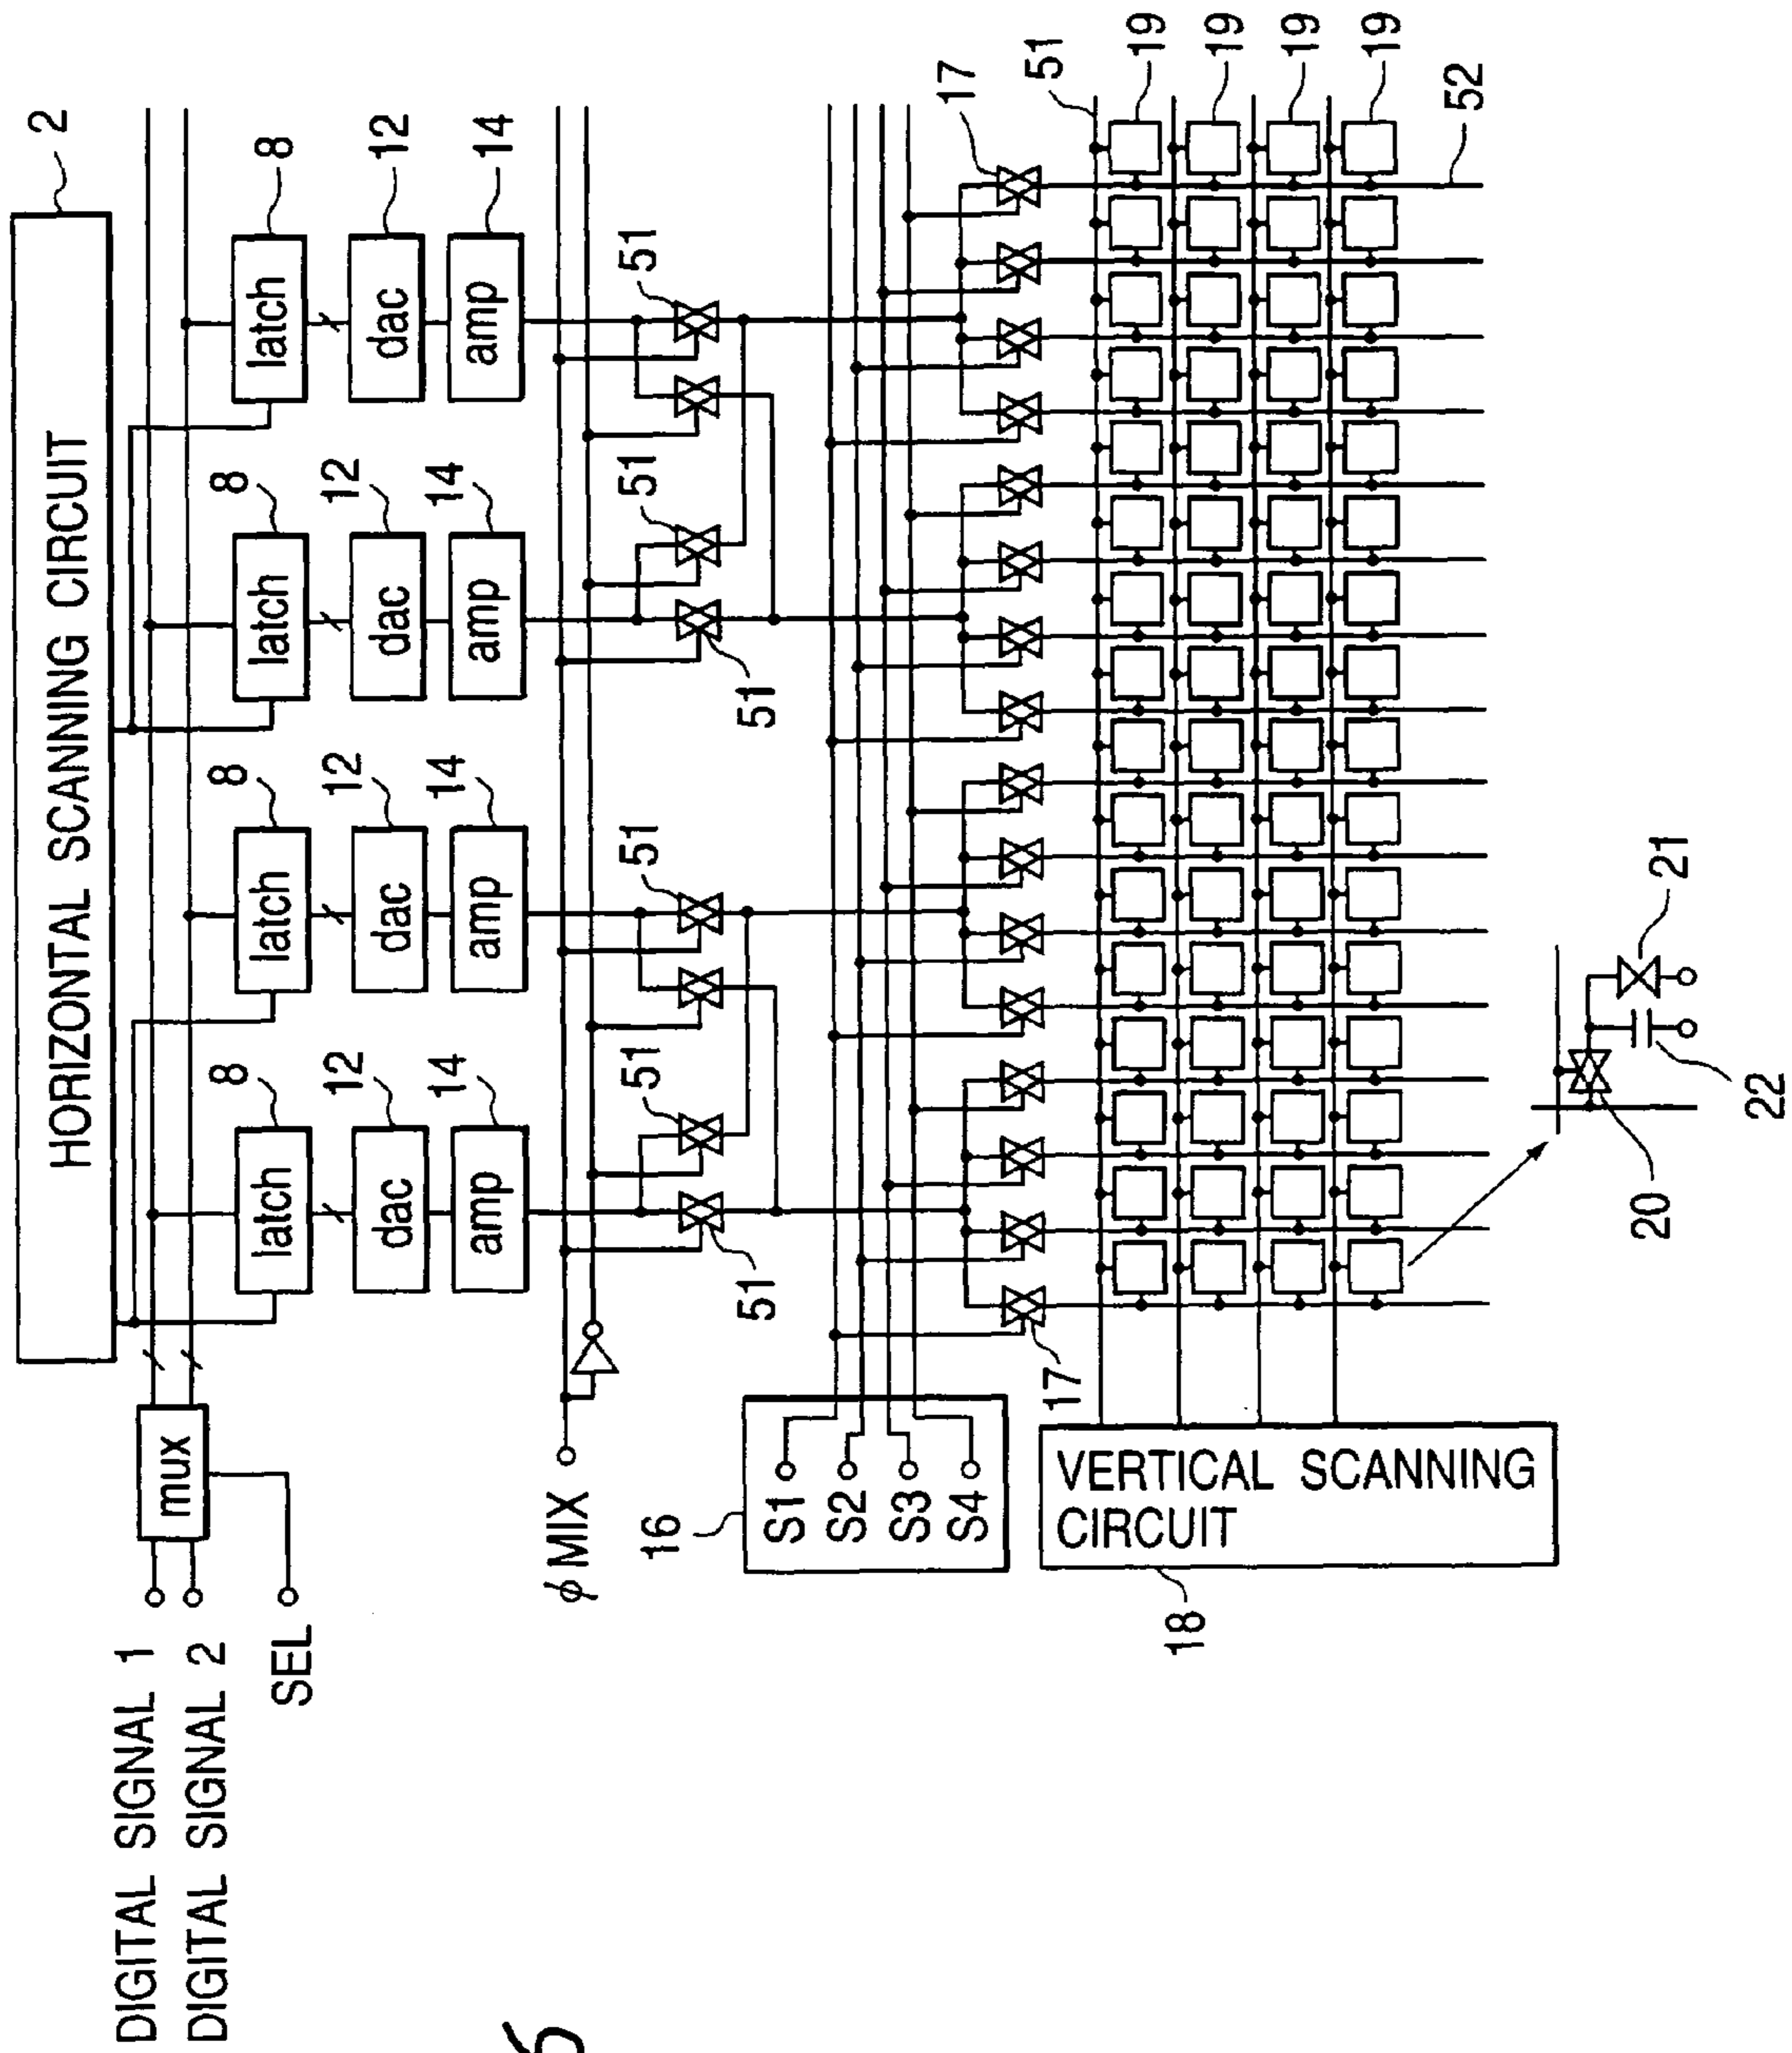 HORIZONTAL SCANNING CIRCUIT
2
DIGITAL SIGNAL 1
DIGITAL SIGNAL 2
SEL
mux
8
8
8
8
latch
latch
latch
latch
12
12
12
12
dac
dac
dac
dac
14
14
14
14
amp
amp
amp
amp
ϕ MIX
51
51
51
51
51
51
16
S1
S2
S3
S4
17
17
51
19
19
19
19
52
VERTICAL SCANNING
CIRCUIT
18
20
21
22